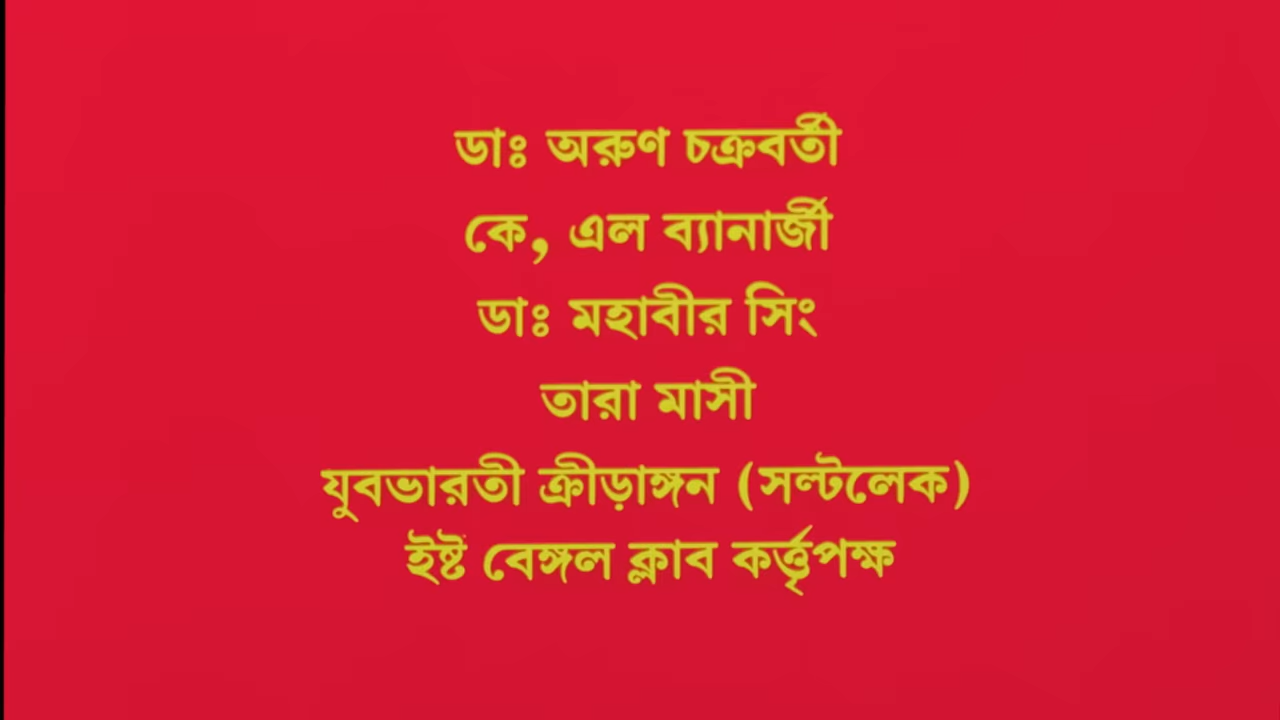 ডাঃ অরুণ চক্রবর্তী
কে, এল ব্যানার্জী
ডাঃ মহাবীর সিং
তারা মাসী
যুবভারতী ক্রীড়াঙ্গন (সল্টলেক)
ইষ্ট বেঙ্গল ক্লাব কর্ত্তৃপক্ষ